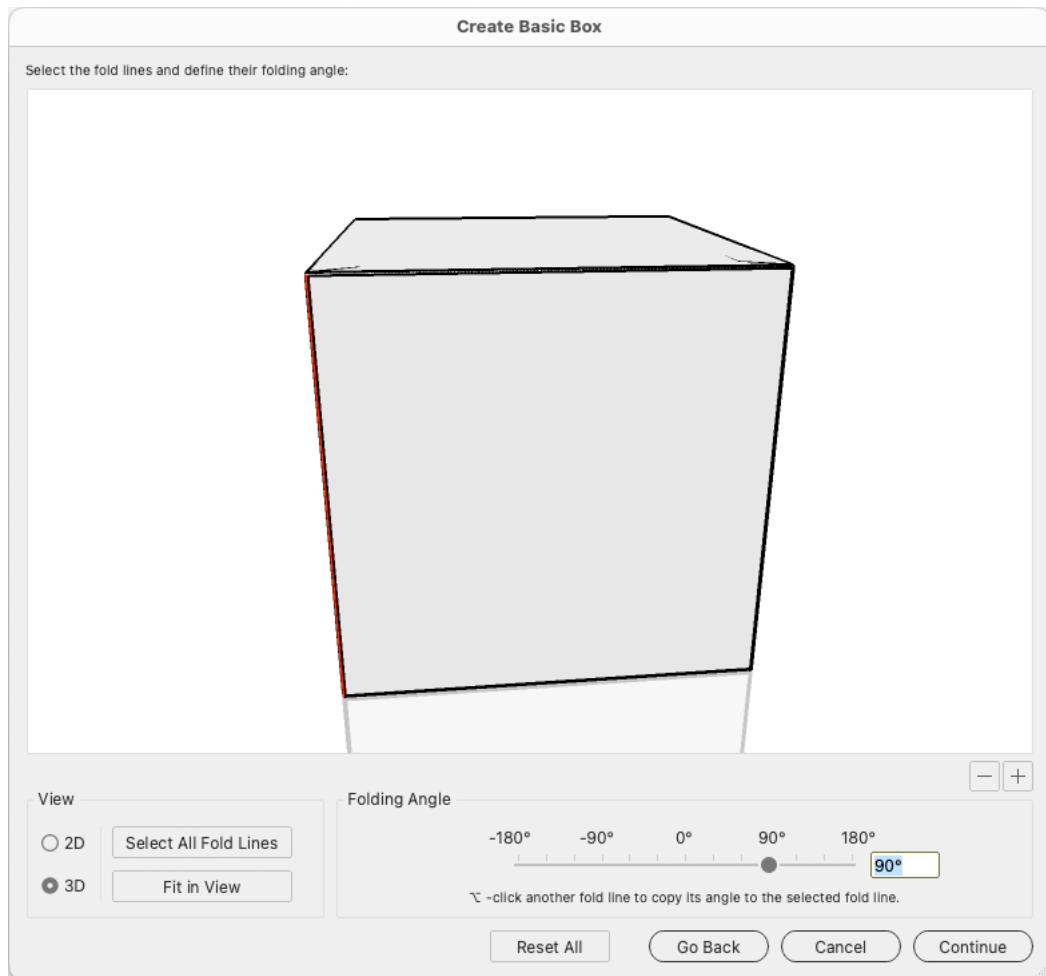 Create Basic Box
Select the fold lines and define their folding angle:
View
2D
Select All Fold Lines
3D
Fit in View
Folding Angle
-180° -90° 0° 90° 180°
90°
⌥ -click another fold line to copy its angle to the selected fold line.
Reset All Go Back Cancel Continue